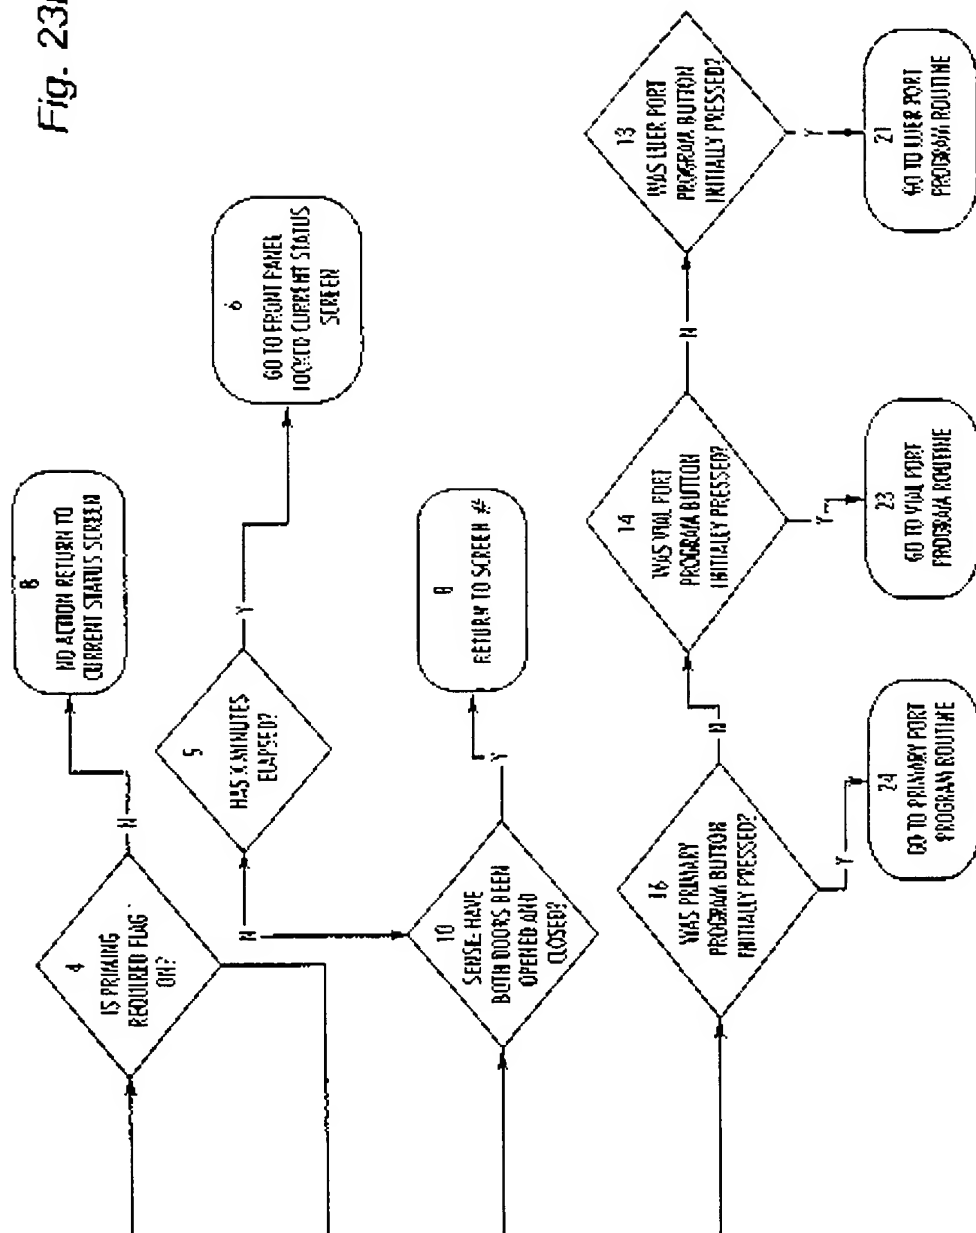 Fig. 23
8
NO ACTION RETURN TO
CURRENT STATUS SCREEN
4
IS PRIMING
REQUIRED FLAG
ON?
N
6
GO TO FRONT PANEL
LOCKED CURRENT STATUS
SCREEN
5
HAS X MINUTES
ELAPSED?
Y
N
RETURN TO SCREEN #
10
SENSE: HAVE
BOTH DOORS BEEN
OPENED AND
CLOSED?
Y
16
WAS PRIMARY
PROGRAM BUTTON
INITIALLY PRESSED?
N
Y
24
GO TO PRIMARY PORT
PROGRAM ROUTINE
14
WAS VIAL PORT
PROGRAM BUTTON
INITIALLY PRESSED?
N
Y
23
GO TO VIAL PORT
PROGRAM ROUTINE
13
WAS LUER PORT
PROGRAM BUTTON
INITIALLY PRESSED?
Y
21
GO TO LUER PORT
PROGRAM ROUTINE